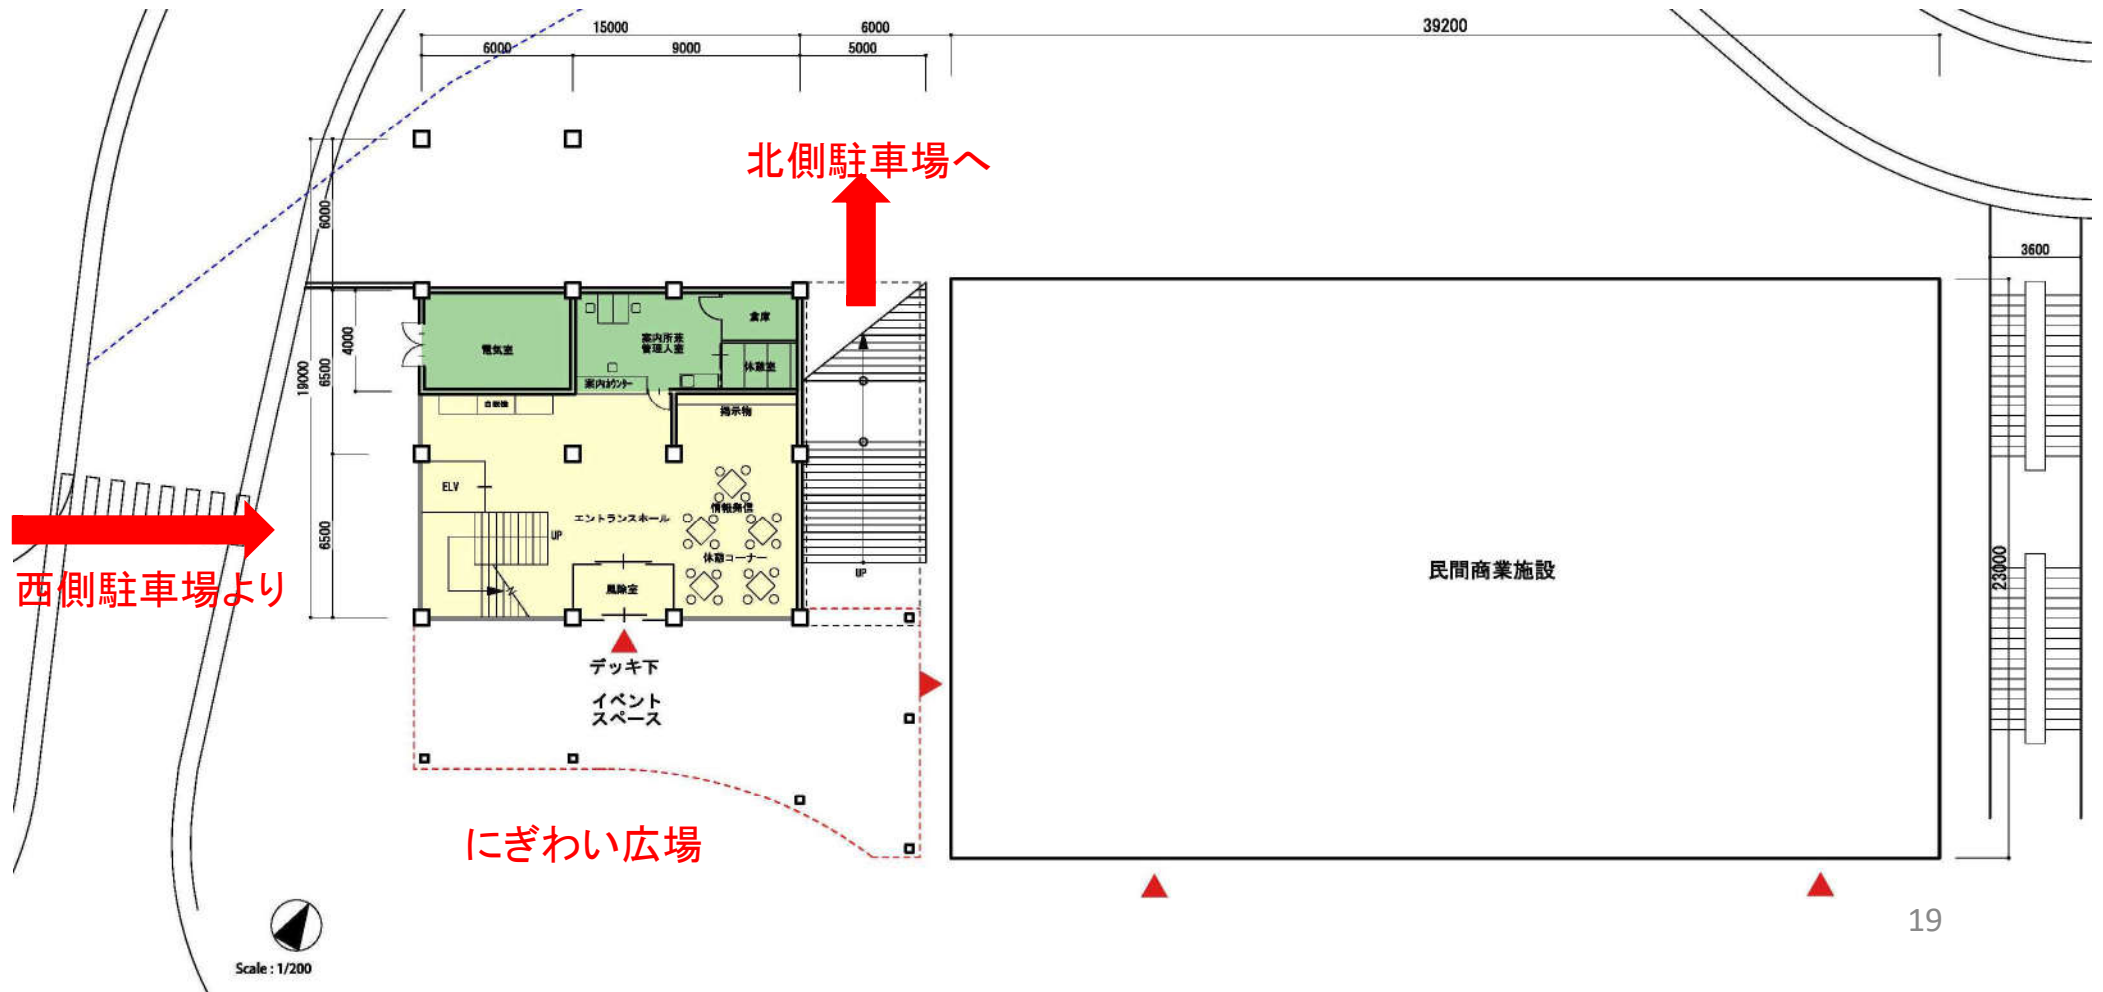 15000
6000
39200
6000
9000
5000
北側駐車場へ
6000
3600
4000
19000
6500
電気室
案内所兼
管理人室
倉庫
休憩室
案内カウンター
自販機
掲示物
ELV
情報発信
エントランスホール
UP
6500
休憩コーナー
風除室
UP
西側駐車場より
民間商業施設
23000
デッキ下
イベント
スペース
にぎわい広場
19
Scale : 1/200